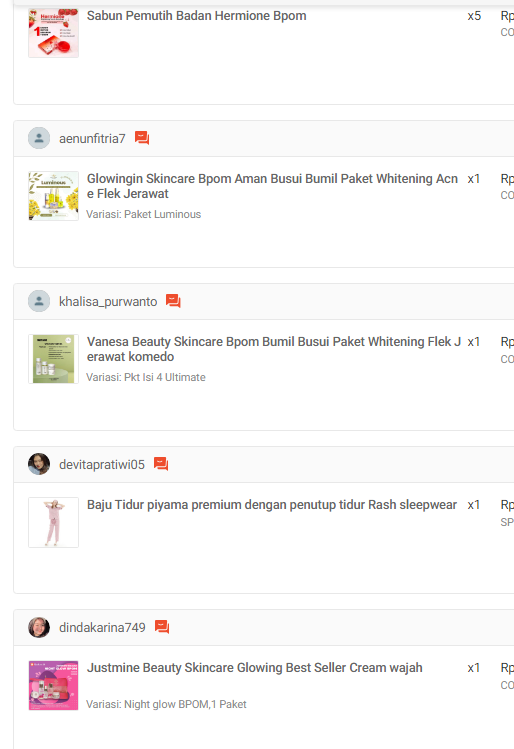 Sabun Pemutih Badan Hermione Bpom x5 Rp
CO
aenunfitria7
Luminous
Glowingin Skincare Bpom Aman Busui Bumil Paket Whitening Acn x1 Rp
e Flek Jerawat CO
Variasi: Paket Luminous
khalisa_purwanto
Vanesa Beauty Skincare Bpom Bumil Busui Paket Whitening Flek J x1 Rp
erawat komedo CO
Variasi: Pkt Isi 4 Ultimate
devitapratiwi05
Baju Tidur piyama premium dengan penutup tidur Rash sleepwear x1 Rp
SP
dindakarina749
Justmine Beauty Skincare Glowing Best Seller Cream wajah x1 Rp
CO
Variasi: Night glow BPOM,1 Paket